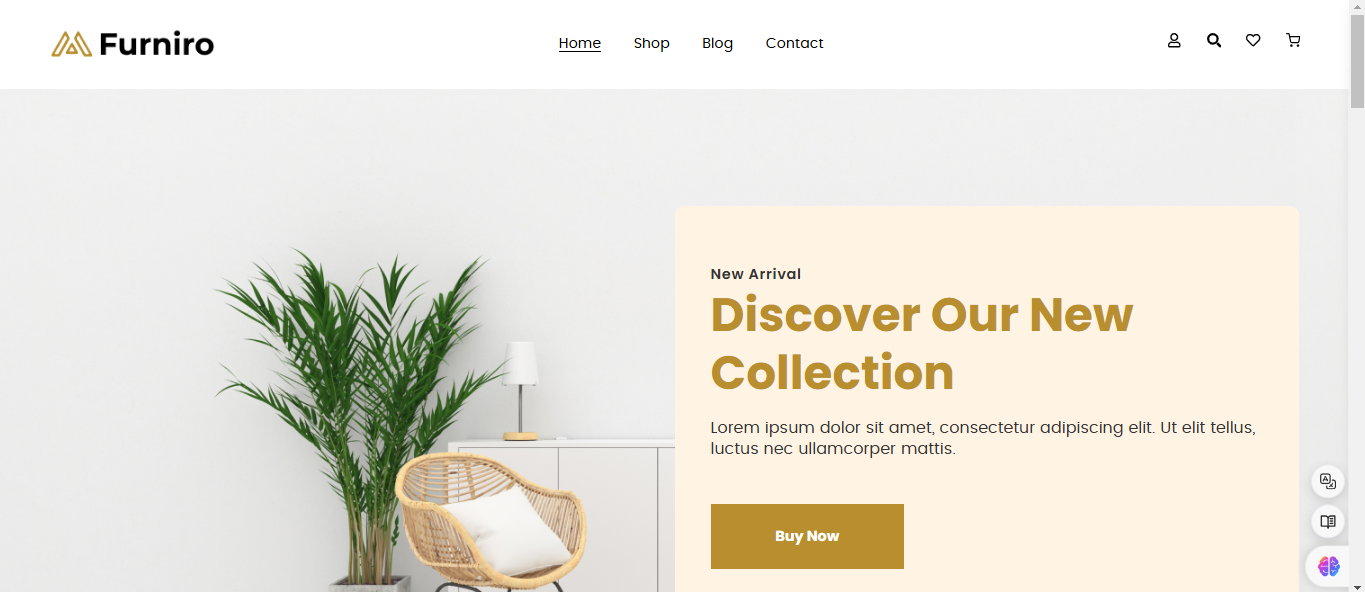 Furniro
Home Shop Blog Contact
New Arrival
Discover Our New
Collection
Lorem ipsum dolor sit amet, consectetur adipiscing elit. Ut elit tellus,
luctus nec ullamcorper mattis.
Buy Now